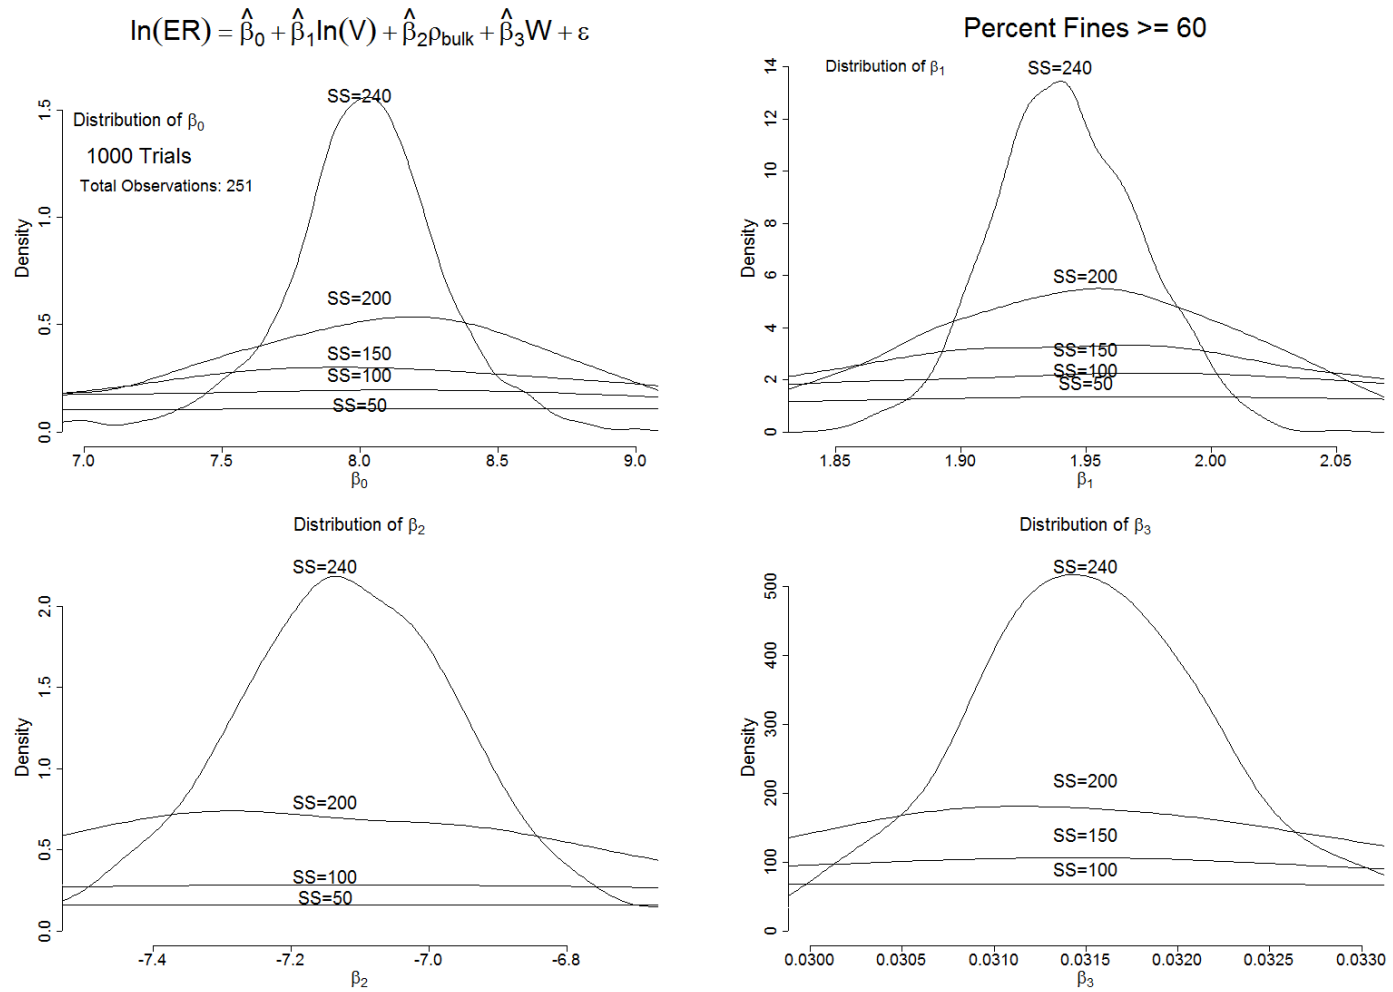 ln(ER) = β̂0 + β̂1ln(V) + β̂2ρbulk + β̂3W + ε
Percent Fines >= 60
Distribution of β0
1000 Trials
Total Observations: 251
SS=240
SS=200
SS=150
SS=100
SS=50
Density
0.0
0.5
1.0
1.5
7.0
7.5
8.0
8.5
9.0
β0
Distribution of β1
SS=240
SS=200
SS=150
SS=100
SS=50
Density
0
2
4
6
8
10
12
14
1.85
1.90
1.95
2.00
2.05
β1
Distribution of β2
SS=240
SS=200
SS=100
SS=50
Density
0.0
0.5
1.0
1.5
2.0
-7.4
-7.2
-7.0
-6.8
β2
Distribution of β3
SS=240
SS=200
SS=150
SS=100
Density
0
100
200
300
400
500
0.0300
0.0305
0.0310
0.0315
0.0320
0.0325
0.0330
β3